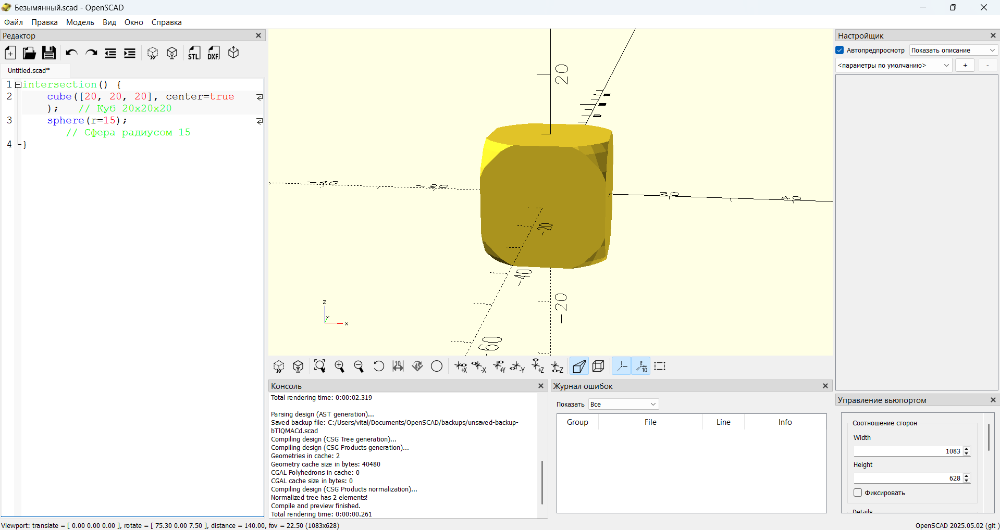 Безымянный.scad - OpenSCAD
Файл Правка Модель Вид Окно Справка
Редактор
STL DXF
Untitled.scad*
1 intersection() {
2 cube([20, 20, 20], center=true
); // Куб 20x20x20
3 sphere(r=15);
// Сфера радиусом 15
4 }
20
-40 -20 20 40
-20
-40
-20
60
Z
Y
X
10 45 +X -X +Y -Y +Z -Z 10
Консоль
Total rendering time: 0:00:02.319
Parsing design (AST generation)...
Saved backup file: C:/Users/vital/Documents/OpenSCAD/backups/unsaved-backup-
bTlQMACd.scad
Compiling design (CSG Tree generation)...
Compiling design (CSG Products generation)...
Geometries in cache: 2
Geometry cache size in bytes: 40480
CGAL Polyhedrons in cache: 0
CGAL cache size in bytes: 0
Compiling design (CSG Products normalization)...
Normalized tree has 2 elements!
Compile and preview finished.
Total rendering time: 0:00:00.261
Журнал ошибок
Показать Все
Group File Line Info
Настройщик
Автопредпросмотр Показать описание
<параметры по умолчанию> + -
Управление вьюпортом
Соотношение сторон
Width
1083
Height
628
Фиксировать
Details
Viewport: translate = [ 0.00 0.00 0.00 ], rotate = [ 75.30 0.00 7.50 ], distance = 140.00, fov = 22.50 (1083x628)
OpenSCAD 2025.05.02 (git )